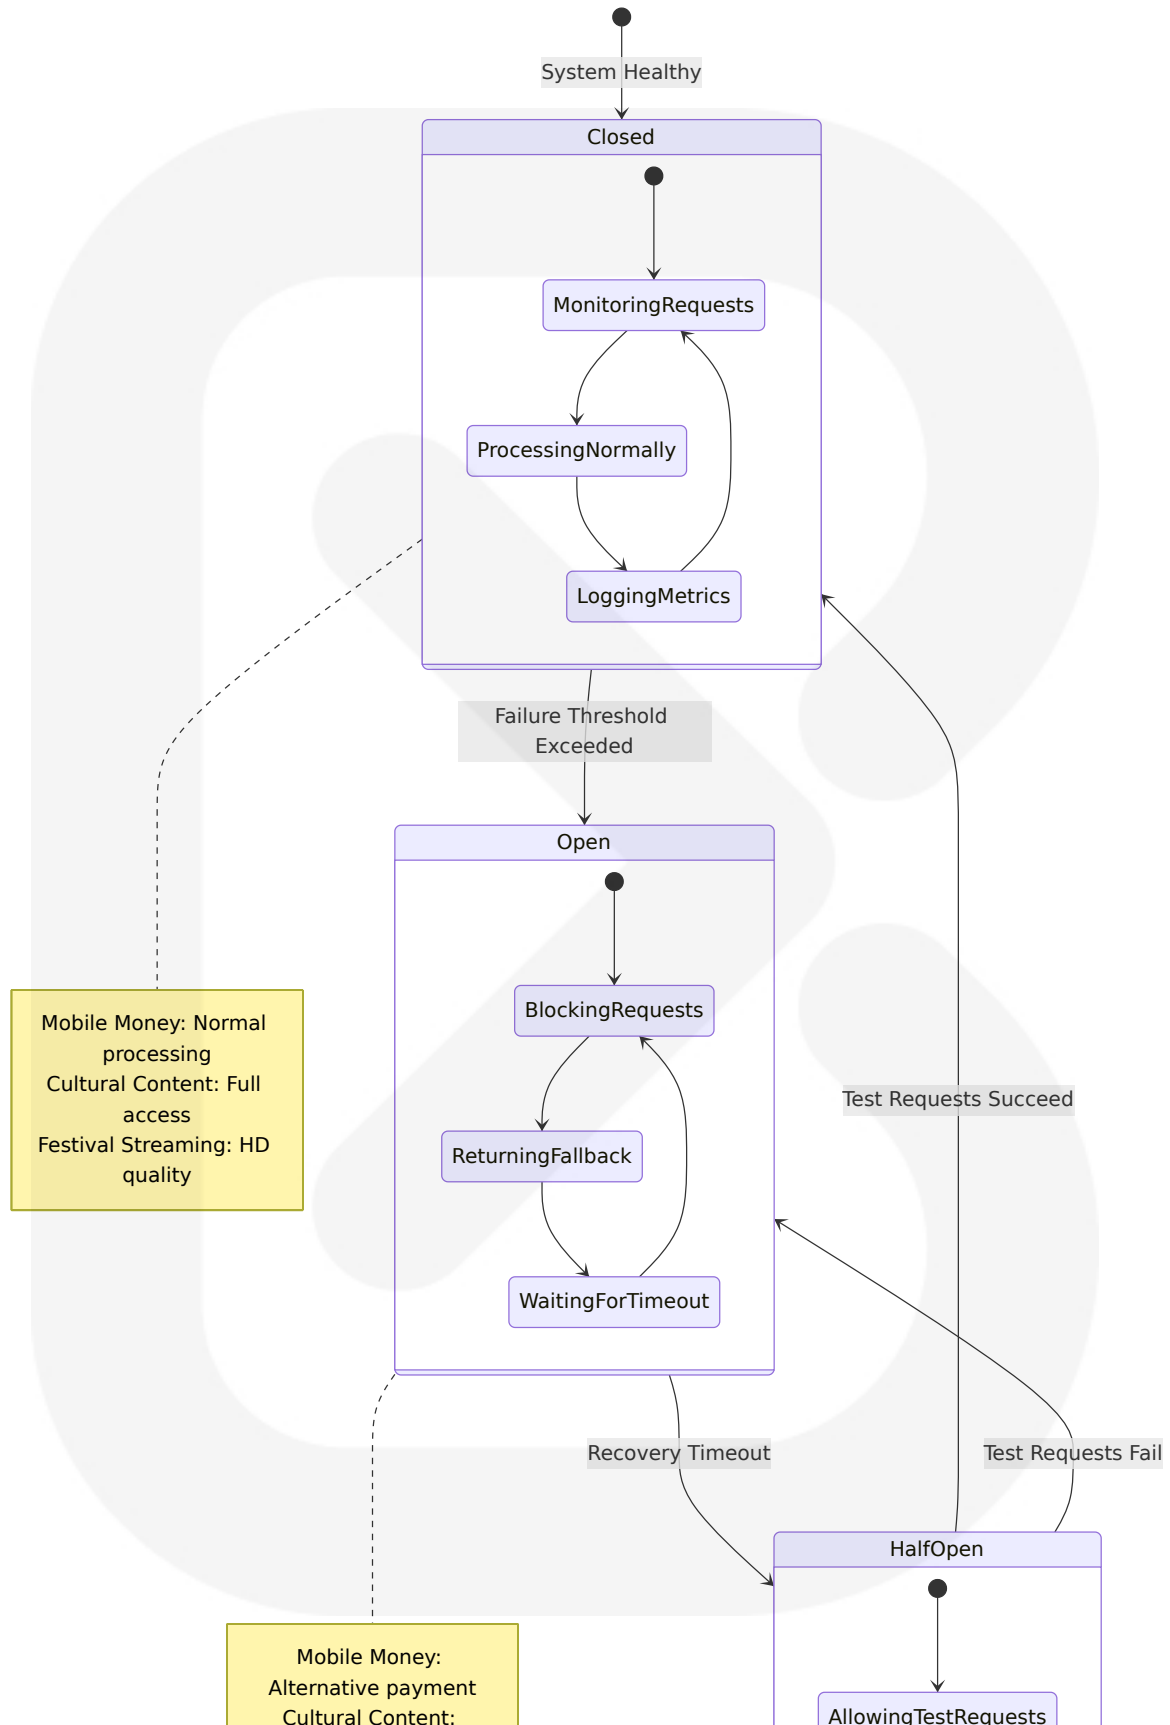 System Healthy
Closed
MonitoringRequests
ProcessingNormally
LoggingMetrics
Failure Threshold
Exceeded
Open
BlockingRequests
Mobile Money: Normal
processing
Cultural Content: Full
access
Festival Streaming: HD
quality
Test Requests Succeed
ReturningFallback
WaitingForTimeout
Recovery Timeout
Test Requests Fail
HalfOpen
Mobile Money:
Alternative payment
Cultural Content:
AllowingTestRequests